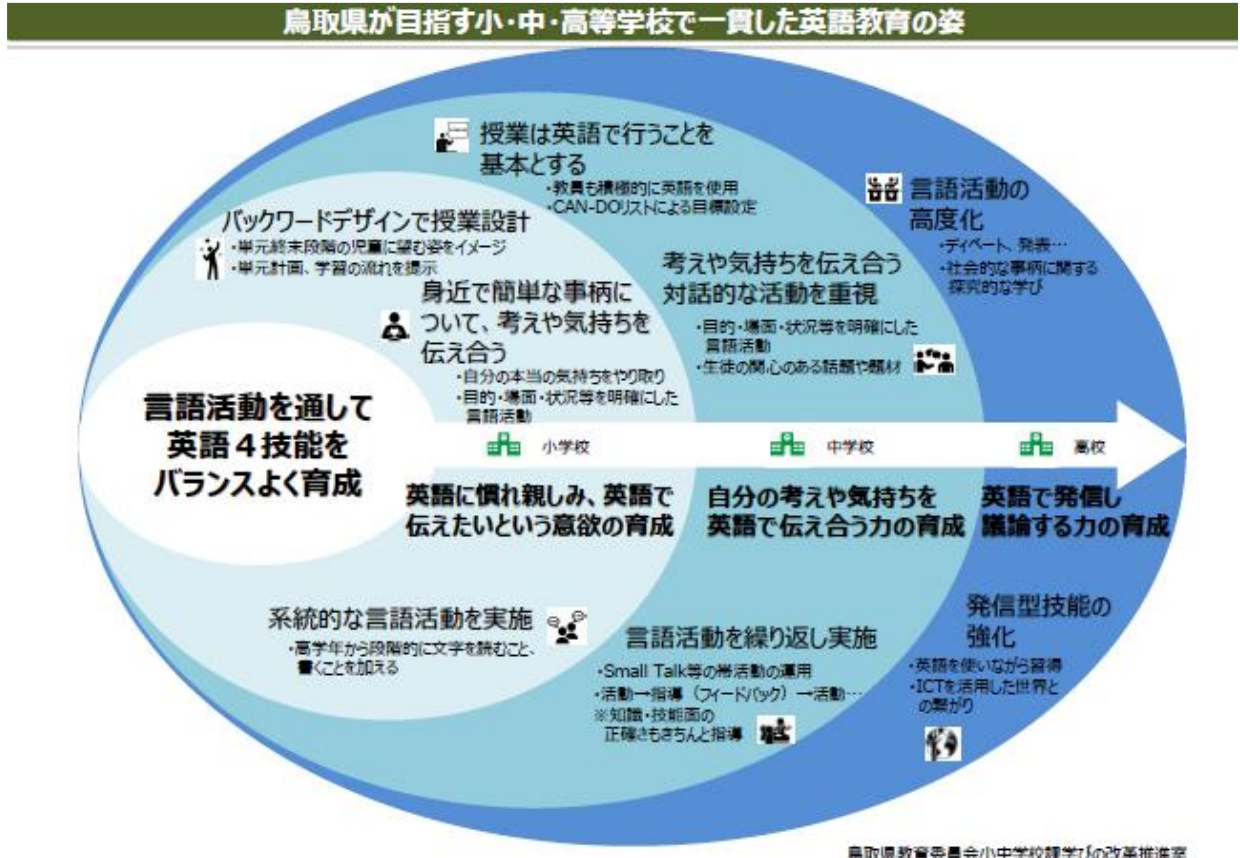 鳥取県が目指す小・中・高等学校で一貫した英語教育の姿
授業は英語で行うことを
基本とする
・教員も積極的に英語を使用
・CAN-DOリストによる目標設定
バックワードデザインで授業設計
・単元終末段階の児童に望む姿をイメージ
・単元計画、学習の流れを提示
身近で簡単な事柄に
ついて、考えや気持ちを
伝え合う
・自分の本当の気持ちをやり取り
・目的・場面・状況等を明確にした
言語活動
考えや気持ちを伝え合う
対話的な活動を重視
・目的・場面・状況等を明確にした
言語活動
・生徒の関心のある話題や題材
言語活動の
高度化
・ディベート、発表…
・社会的な事柄に関する
探究的な学び
言語活動を通して
英語4技能を
バランスよく育成
小学校
中学校
高校
英語に慣れ親しみ、英語で
伝えたいという意欲の育成
自分の考えや気持ちを
英語で伝え合う力の育成
英語で発信し
議論する力の育成
系統的な言語活動を実施
・高学年から段階的に文字を読むこと、
書くことを加える
言語活動を繰り返し実施
・Small Talk等の帯活動の運用
・活動→指導（フィードバック）→活動…
※知識・技能面の
正確さもきちんと指導
発信型技能の
強化
・英語を使いながら習得
・ICTを活用した世界と
の繋がり
鳥取県教育委員会小中学校課学びの改革推進室